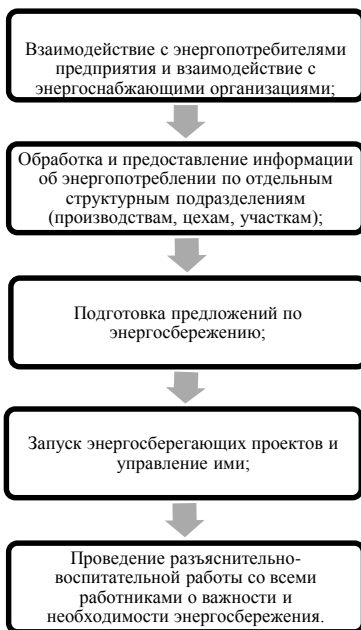 Взаимодействие с энергопотребителями
предприятия и взаимодействие с
энергоснабжающими организациями;
Обработка и предоставление информации
об энергопотреблении по отдельным
структурным подразделениям
(производствам, цехам, участкам);
Подготовка предложений по
энергосбережению;
Запуск энергосберегающих проектов и
управление ими;
Проведение разъяснительно-
воспитательной работы со всеми
работниками о важности и
необходимости энергосбережения.